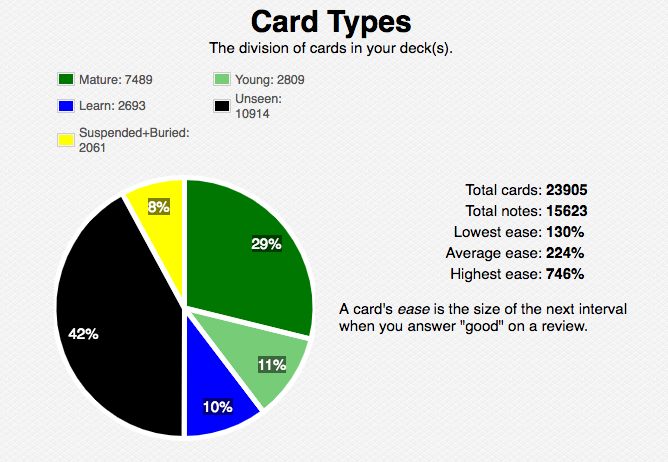 Card Types
The division of cards in your deck(s).
Mature: 7489
Young: 2809
Learn: 2693
Unseen:
10914
Suspended+Buried:
2061
8%
29%
42%
11%
10%
Total cards: 23905
Total notes: 15623
Lowest ease: 130%
Average ease: 224%
Highest ease: 746%
A card's ease is the size of the next interval
when you answer "good" on a review.